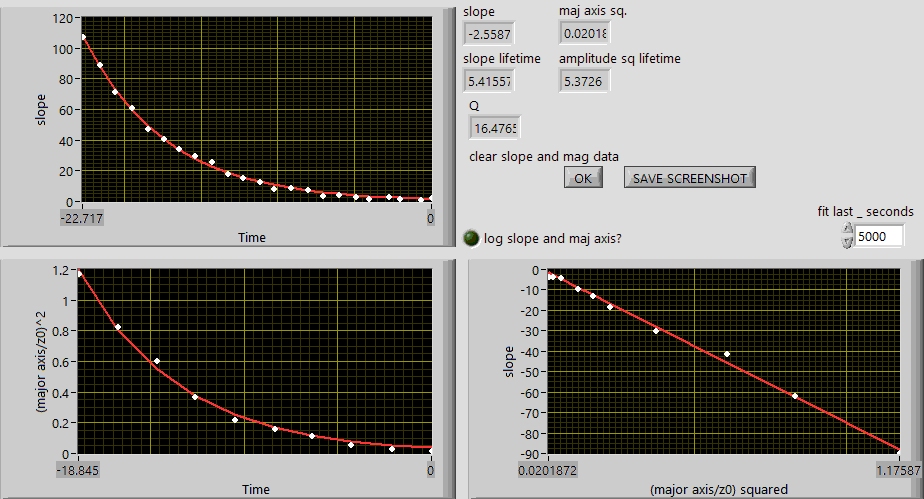 120
100
80
60
40
20
0
slope
-22.717
0
Time
slope
maj axis sq.
-2.5587
0.02018
slope lifetime
amplitude sq lifetime
5.41557
5.3726
Q
16.4765
clear slope and mag data
OK
SAVE SCREENSHOT
fit last _ seconds
5000
log slope and maj axis?
1.2
1
0.8
0.6
0.4
0.2
0
(major axis/z0)^2
-18.845
0
Time
0
-10
-20
-30
-40
-50
-60
-70
-80
-90
slope
0.0201872
1.17587
(major axis/z0) squared